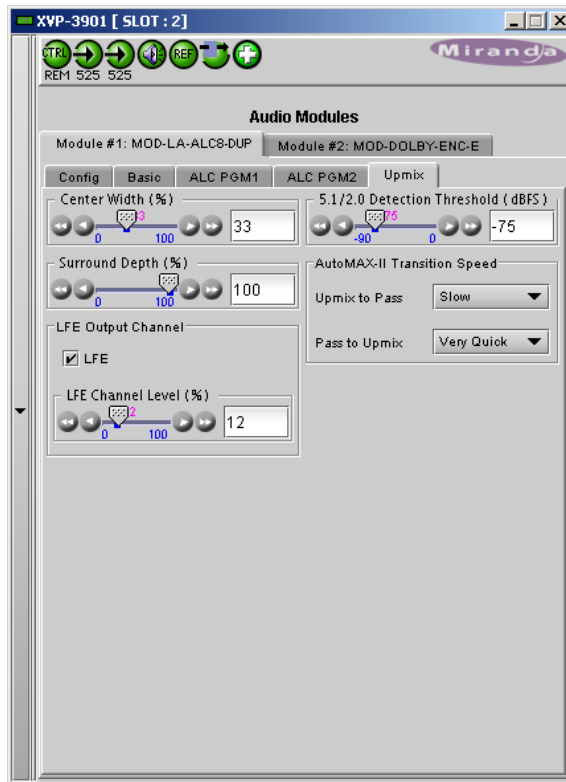 XVP-3901 [ SLOT : 2]
CTRL REF
REM 525 525
Miranda
Audio Modules
Module #1: MOD-LA-ALC8-DUP Module #2: MOD-DOLBY-ENC-E
Config Basic ALC PGM1 ALC PGM2 Upmix
Center Width (%)
33
0 100
5.1/2.0 Detection Threshold ( dBFS )
-75
-90 0
Surround Depth (%)
100
0 100
AutoMAX-II Transition Speed
Upmix to Pass Slow
Pass to Upmix Very Quick
LFE Output Channel
LFE
LFE Channel Level (%)
12
0 100